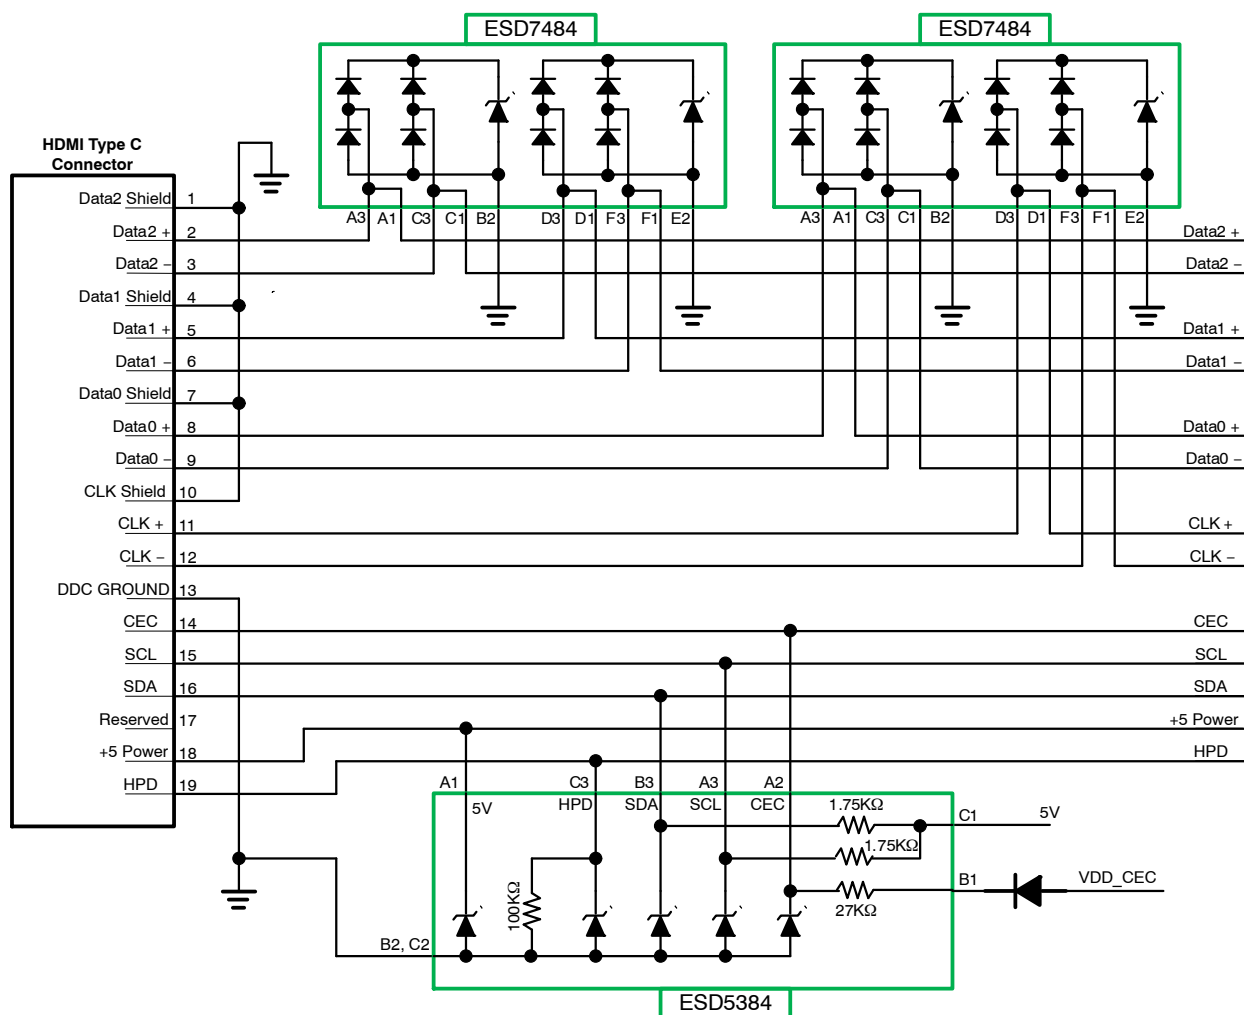 ESD7484 ESD7484
HDMI Type C
Connector
Data2 Shield 1
A3 A1 C3 C1 B2 D3 D1 F3 F1 E2 A3 A1 C3 C1 B2 D3 D1 F3 F1 E2
Data2 + 2 Data2 +
Data2 − 3 Data2 −
Data1 Shield 4
Data1 + 5 Data1 +
Data1 − 6 Data1 −
Data0 Shield 7
Data0 + 8 Data0 +
Data0 − 9 Data0 −
CLK Shield 10
CLK + 11 CLK +
CLK − 12 CLK −
DDC GROUND 13
CEC 14 CEC
SCL 15 SCL
SDA 16 SDA
Reserved 17 +5 Power
+5 Power 18 HPD
HPD 19
A1 C3 B3 A3 A2
5V HPD SDA SCL CEC 1.75KΩ C1 5V
1.75KΩ
B1 VDD_CEC
27KΩ
100KΩ
B2, C2
ESD5384